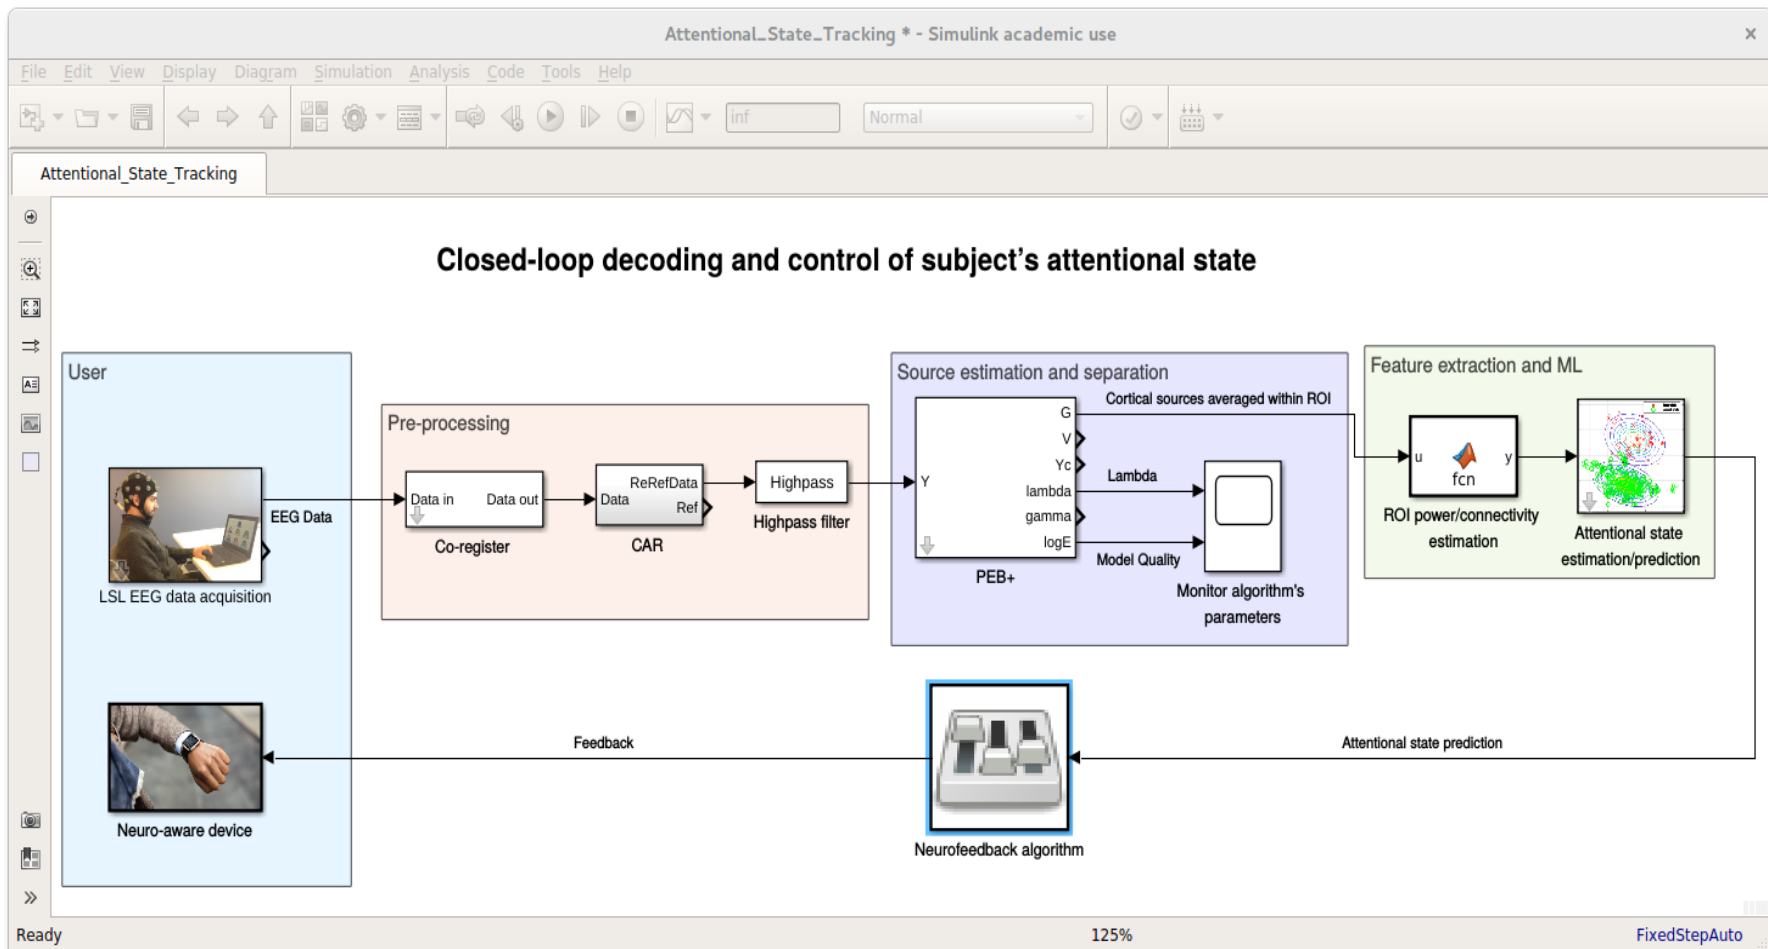 Attentional_State_Tracking * - Simulink academic use
File Edit View Display Diagram Simulation Analysis Code Tools Help
inf
Normal
Attentional_State_Tracking
Closed-loop decoding and control of subject's attentional state
User
EEG Data
LSL EEG data acquisition
Pre-processing
Data in
Data out
Co-register
Data
ReRefData
Ref
CAR
Highpass
Highpass filter
Source estimation and separation
Cortical sources averaged within ROI
Y
G
V
Yc
lambda
gamma
logE
PEB+
Lambda
Model Quality
Monitor algorithm's
parameters
Feature extraction and ML
u
fcn
y
ROI power/connectivity
estimation
Attentional state
estimation/prediction
Attentional state prediction
Neurofeedback algorithm
Feedback
Neuro-aware device
Ready
125%
FixedStepAuto